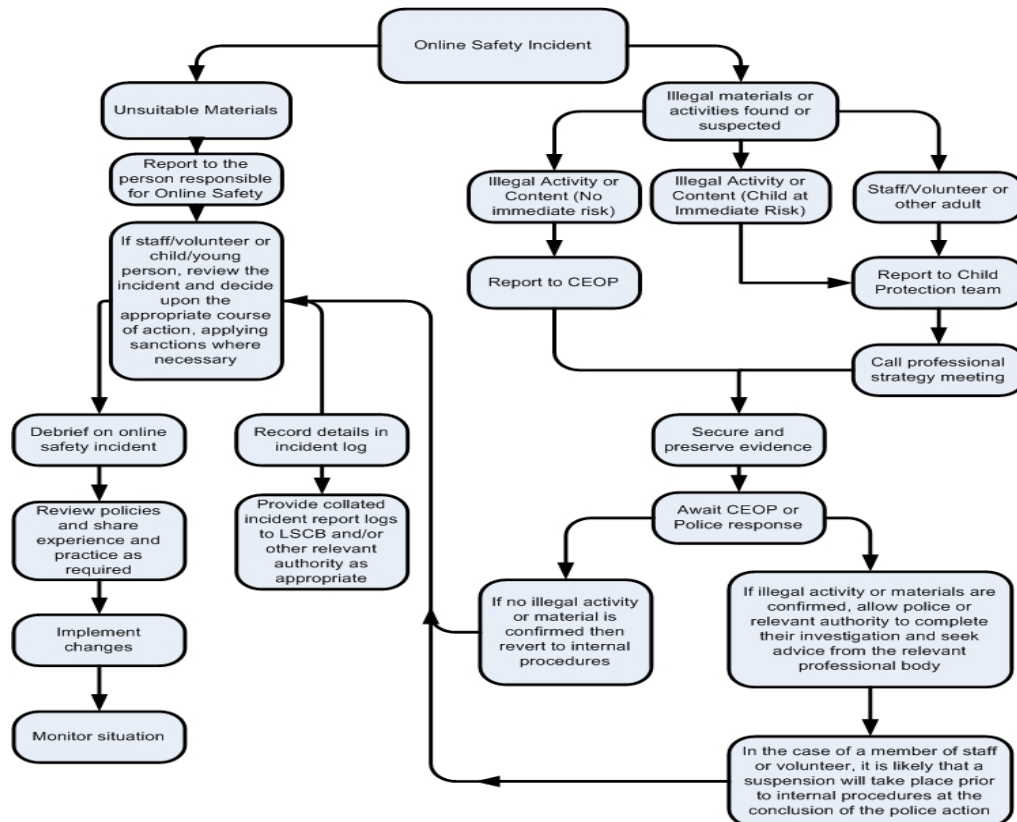 Online Safety Incident
Unsuitable Materials
Illegal materials or
activities found or
suspected
Report to the
person responsible
for Online Safety
Illegal Activity or
Content (No
immediate risk)
Illegal Activity or
Content (Child at
Immediate Risk)
Staff/Volunteer or
other adult
If staff/volunteer or
child/young
person, review the
incident and decide
upon the
appropriate course
of action, applying
sanctions where
necessary
Report to CEOP
Report to Child
Protection team
Call professional
strategy meeting
Debrief on online
safety incident
Record details in
incident log
Secure and
preserve evidence
Review policies
and share
experience and
practice as
required
Provide collated
incident report logs
to LSCB and/or
other relevant
authority as
appropriate
Await CEOP or
Police response
If no illegal activity
or material is
confirmed then
revert to internal
procedures
If illegal activity or materials are
confirmed, allow police or
relevant authority to complete
their investigation and seek
advice from the relevant
professional body
Implement
changes
Monitor situation
In the case of a member of staff
or volunteer, it is likely that a
suspension will take place prior
to internal procedures at the
conclusion of the police action